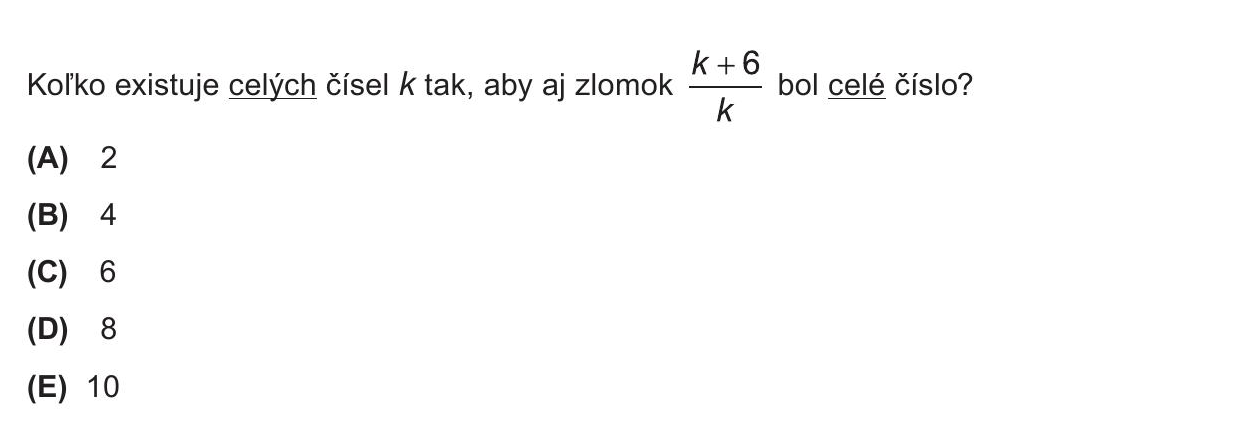 Koľko existuje celých čísel k tak, aby aj zlomok \frac{k+6}{k} bol celé číslo?
(A) 2
(B) 4
(C) 6
(D) 8
(E) 10